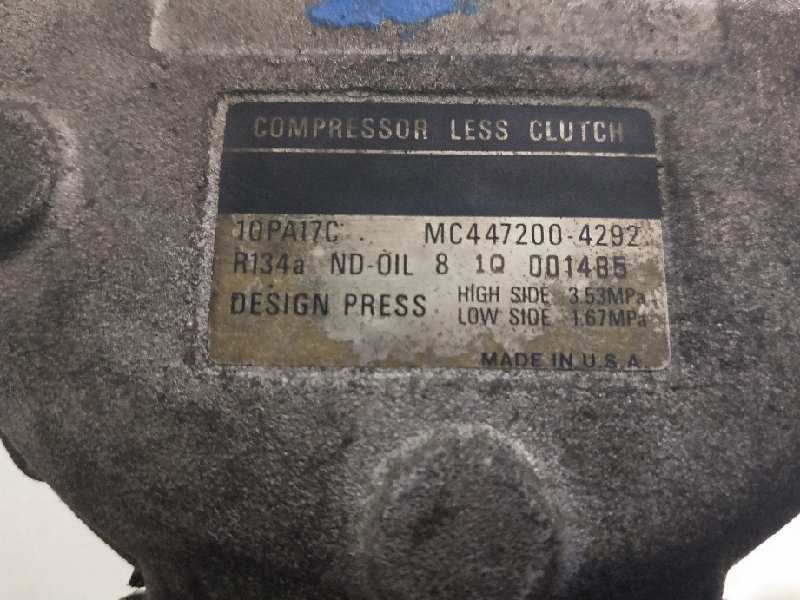 COMPRESSOR LESS CLUTCH
10PA17C. MC447200-4292
R134a ND-OIL 8 1Q 001485
DESIGN PRESS HIGH SIDE 3.53MPa
LOW SIDE 1.67MPa
MADE IN U.S.A.